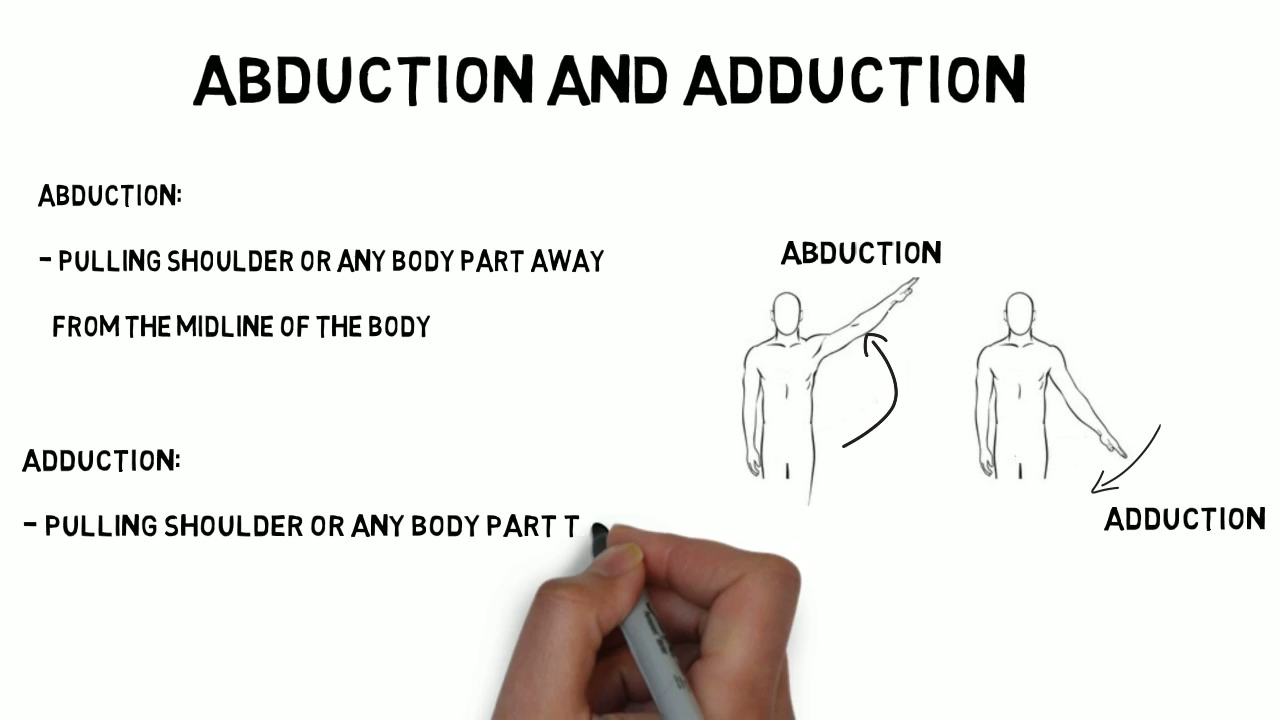 ABDUCTION AND ADDUCTION
ABDUCTION:
- PULLING SHOULDER OR ANY BODY PART AWAY
FROM THE MIDLINE OF THE BODY
ABDUCTION
ADDUCTION:
- PULLING SHOULDER OR ANY BODY PART T
ADDUCTION